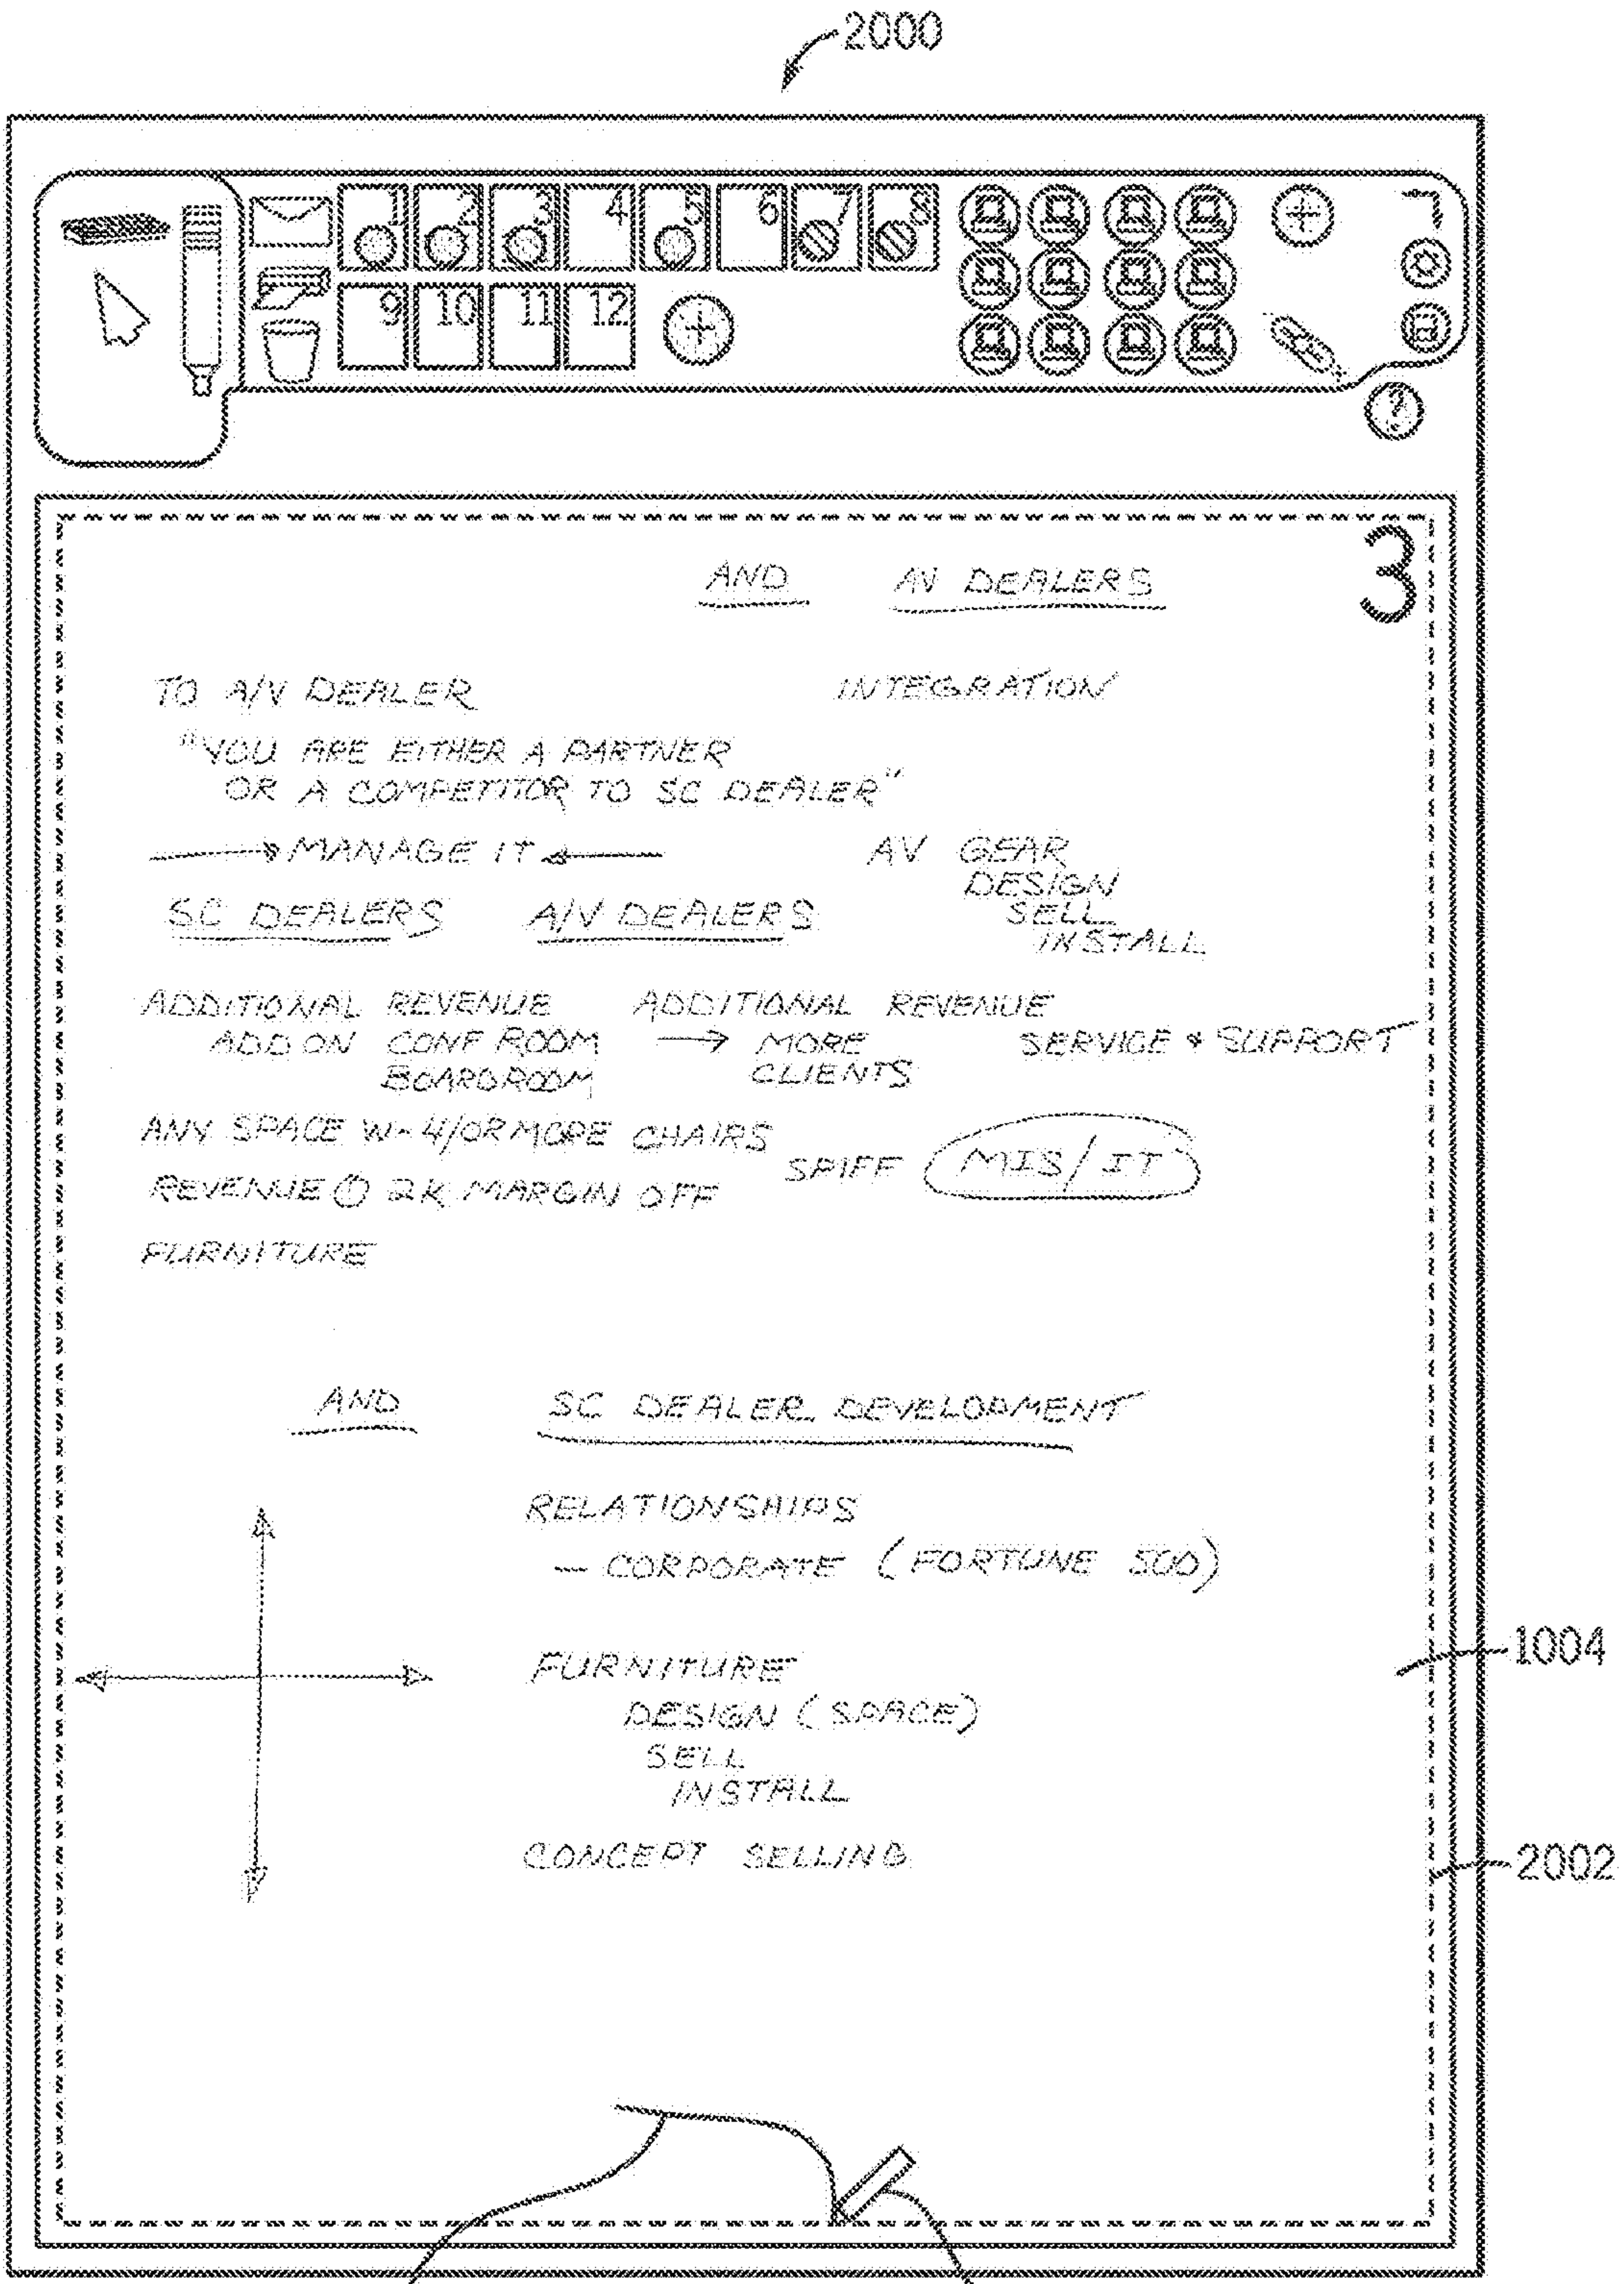 2000
1 2 3 4 5 6 7 8
9 10 11 12
?
3
AND AV DEALERS
TO A/V DEALER INTEGRATION
"YOU ARE EITHER A PARTNER
OR A COMPETITOR TO SC DEALER"
MANAGE IT AV GEAR
DESIGN
SC DEALERS A/V DEALERS SELL
INSTALL
ADDITIONAL REVENUE ADDITIONAL REVENUE
ADD ON CONF ROOM → MORE SERVICE & SUPPORT
BOARDROOM CLIENTS
ANY SPACE W- 4/OR MORE CHAIRS
SPIFF MIS/IT
REVENUE 2K MARGIN OFF
FURNITURE
AND SC DEALER DEVELOPMENT
RELATIONSHIPS
— CORPORATE (FORTUNE 500)
1004
FURNITURE
DESIGN (SPACE)
SELL
INSTALL
CONCEPT SELLING
2002